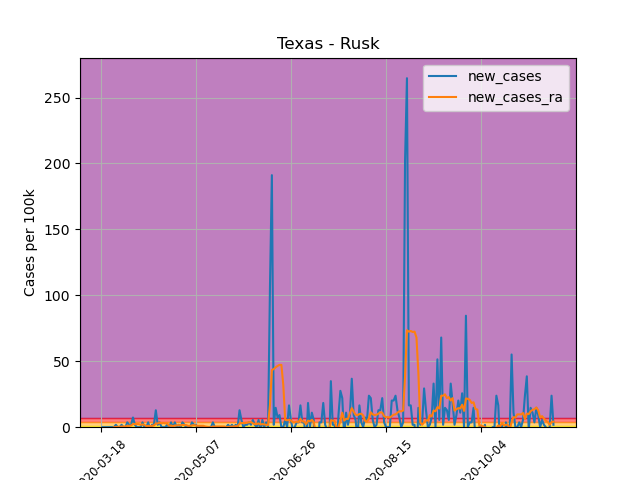 Texas - Rusk
new_cases
new_cases_ra
Cases per 100k
250
200
150
100
50
0
020-03-18
020-05-07
020-06-26
020-08-15
020-10-04